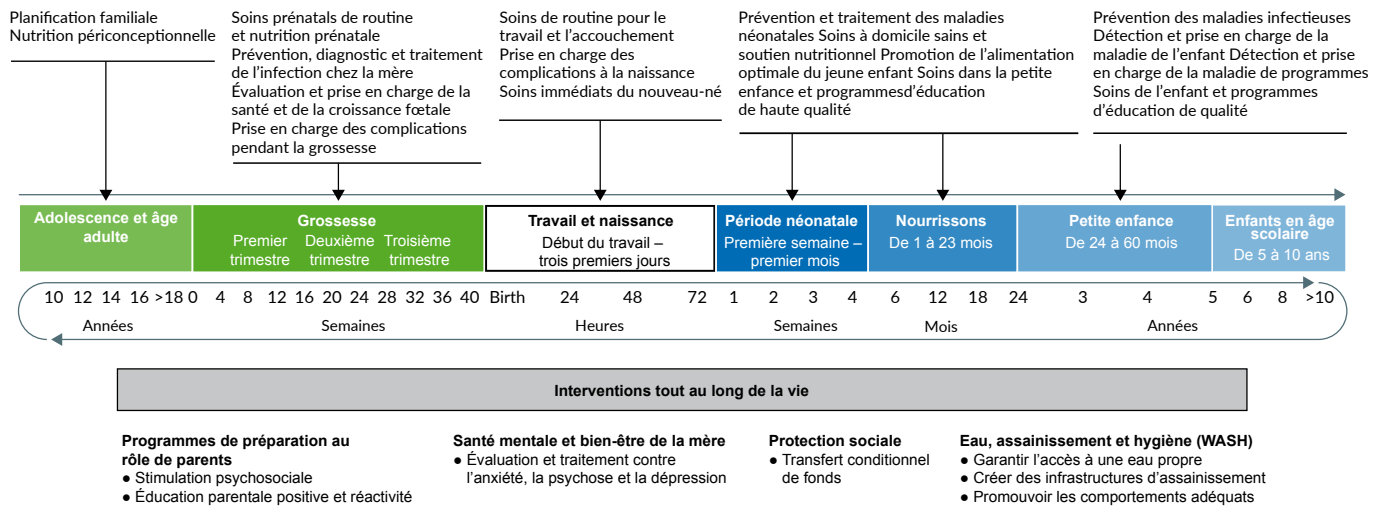 Planification familiale
Nutrition périconceptionnelle
Soins prénatals de routine
et nutrition prénatale
Prévention, diagnostic et traitement
de l’infection chez la mère
Évaluation et prise en charge de la
santé et de la croissance fœtale
Prise en charge des complications
pendant la grossesse
Soins de routine pour le
travail et l’accouchement
Prise en charge des
complications à la naissance
Soins immédiats du nouveau-né
Prévention et traitement des maladies
néonatales Soins à domicile sains et
soutien nutritionnel Promotion de l’alimentation
optimale du jeune enfant Soins dans la petite
enfance et programmesd’éducation
de haute qualité
Prévention des maladies infectieuses
Détection et prise en charge de la
maladie de l’enfant Détection et prise
en charge de la maladie de programmes
Soins de l’enfant et programmes
d’éducation de qualité
Adolescence et âge
adulte
Grossesse
Premier
trimestre
Deuxième
trimestre
Troisième
trimestre
Travail et naissance
Début du travail –
trois premiers jours
Période néonatale
Première semaine –
premier mois
Nourrissons
De 1 à 23 mois
Petite enfance
De 24 à 60 mois
Enfants en âge
scolaire
De 5 à 10 ans
10 12 14 16 >18 0 4 8 12 16 20 24 28 32 36 40 Birth 24 48 72 1 2 3 4 6 12 18 24 3 4 5 6 8 >10
Années Semaines Heures Semaines Mois Années
Interventions tout au long de la vie
Programmes de préparation au
rôle de parents
● Stimulation psychosociale
● Éducation parentale positive et réactivité
Santé mentale et bien-être de la mère
● Évaluation et traitement contre
l’anxiété, la psychose et la dépression
Protection sociale
● Transfert conditionnel
de fonds
Eau, assainissement et hygiène (WASH)
● Garantir l’accès à une eau propre
● Créer des infrastructures d’assainissement
● Promouvoir les comportements adéquats